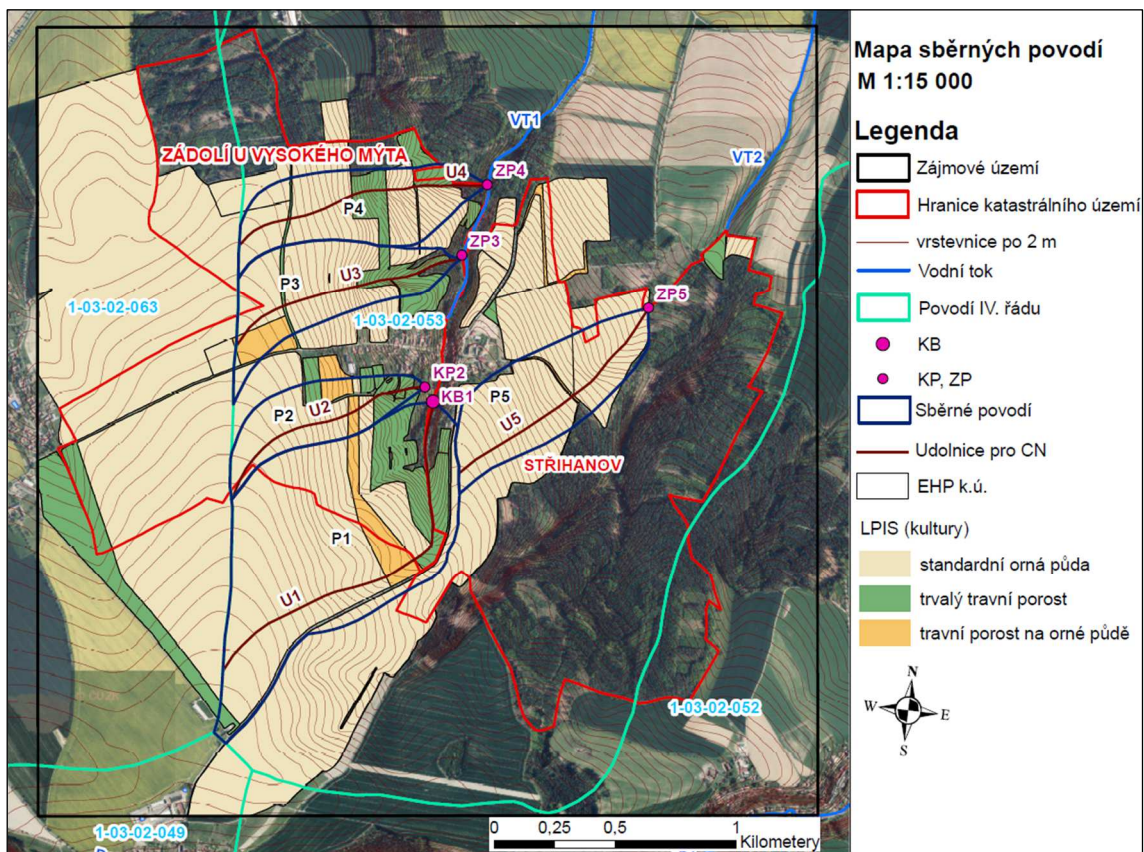 Mapa sběrných povodí
M 1:15 000
Legenda
Zájmové území
Hranice katastrálního území
vrstevnice po 2 m
Vodní tok
Povodí IV. řádu
KB
KP, ZP
Sběrné povodí
Udolnice pro CN
EHP k.ú.
LPIS (kultury)
standardní orná půda
trvalý travní porost
travní porost na orné půdě
N
W
E
S
VT1
VT2
ZÁDOLÍ U VYSOKÉHO MÝTA
U4
ZP4
P4
ZP3
U3
P3
1-03-02-063
1-03-02-053
ZP5
KP2
KB1
P5
P2
U2
U5
STŘIHANOV
P1
U1
1-03-02-052
1-03-02-049
0 0,25 0,5 1
Kilometery